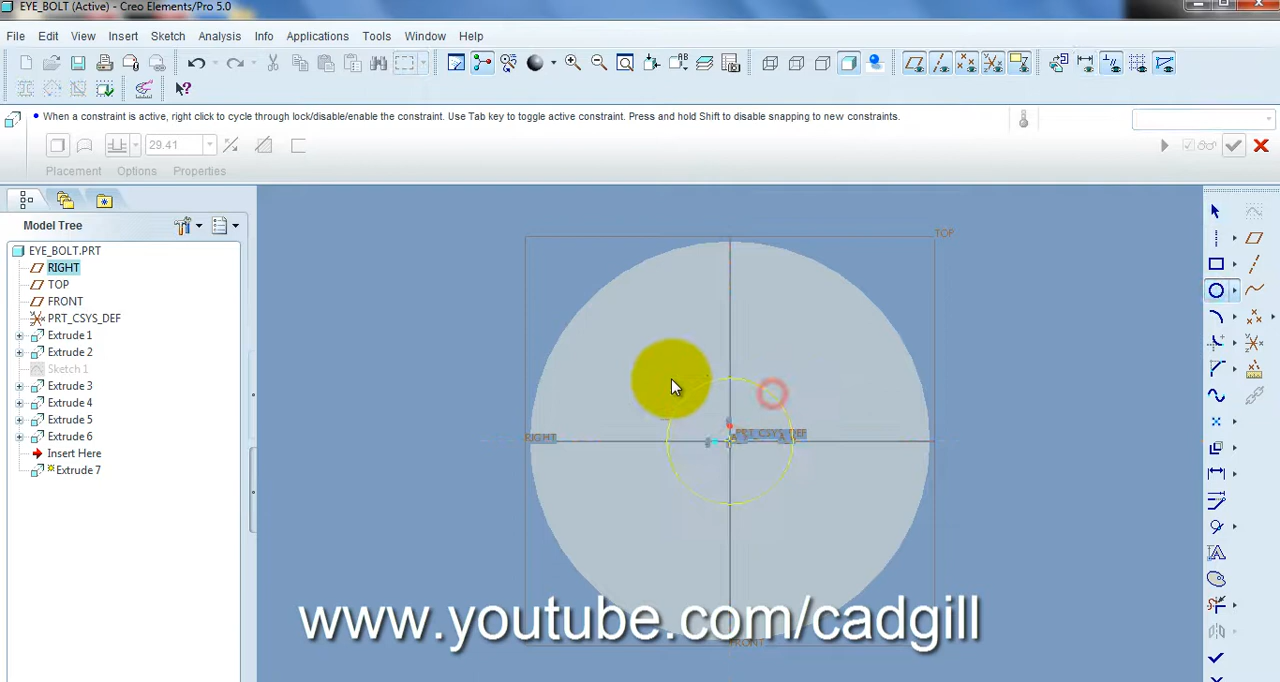 EYE_BOLT (Active) - Creo Elements/Pro 5.0
File Edit View Insert Sketch Analysis Info Applications Tools Window Help
When a constraint is active, right click to cycle through lock/disable/enable the constraint. Use Tab key to toggle active constraint. Press and hold Shift to disable snapping to new constraints.
29.41
Placement Options Properties
Model Tree
EYE_BOLT.PRT
RIGHT
TOP
FRONT
PRT_CSYS_DEF
Extrude 1
Extrude 2
Sketch 1
Extrude 3
Extrude 4
Extrude 5
Extrude 6
Insert Here
Extrude 7
TOP
RIGHT
PRT_CSYS_DEF
FRONT
www.youtube.com/cadgill